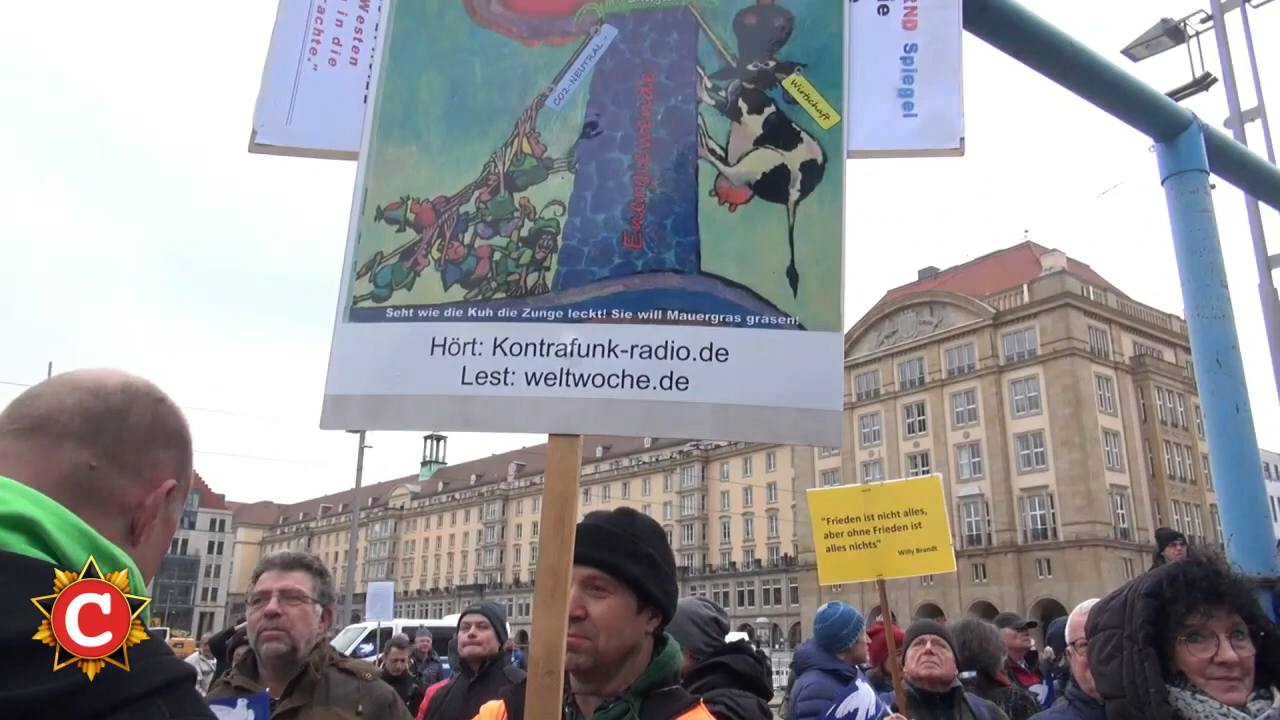 Westen
in die
achte."
CO2-NEUTRAL
Energiewende
Wirtschaft
Seht wie die Kuh die Zunge leckt! Sie will Mauergras grasen!
Hört: Kontrafunk-radio.de
Lest: weltwoche.de
die
RND Spiegel
"Frieden ist nicht alles,
aber ohne Frieden ist
alles nichts"
Willy Brandt
C